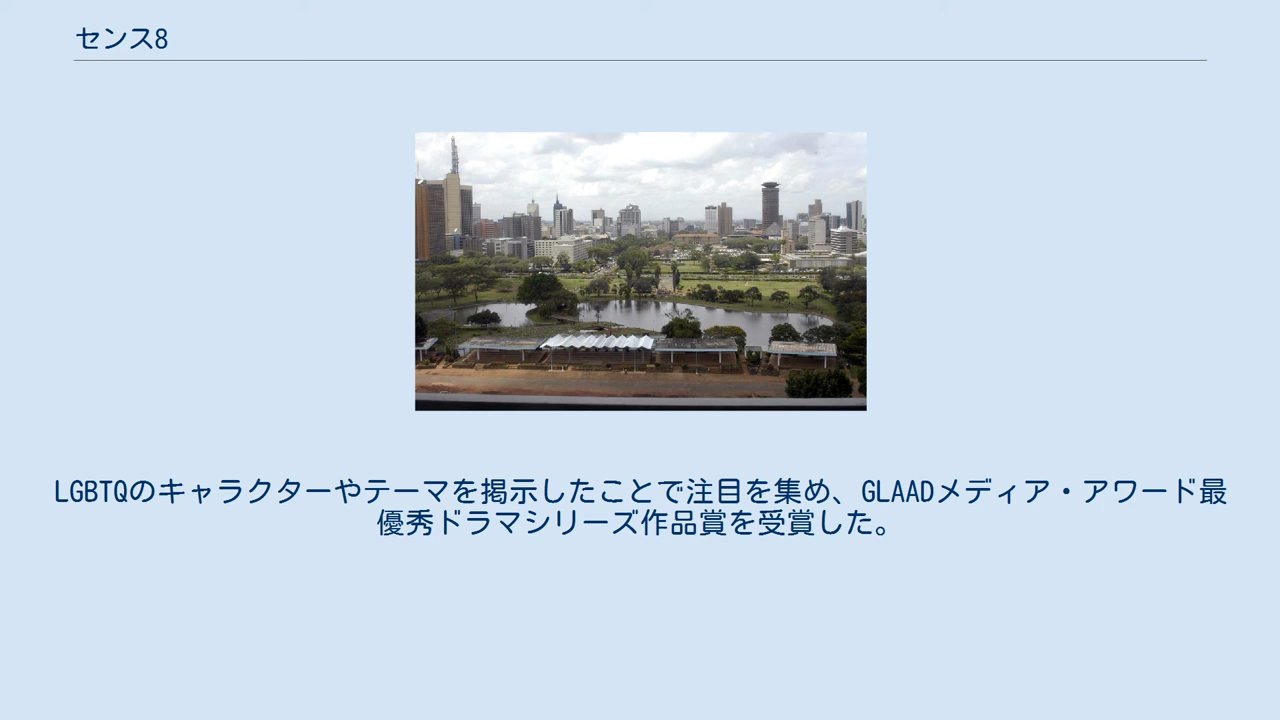 センス8
LGBTQのキャラクターやテーマを掲示したことで注目を集め、GLAADメディア・アワード最
優秀ドラマシリーズ作品賞を受賞した。